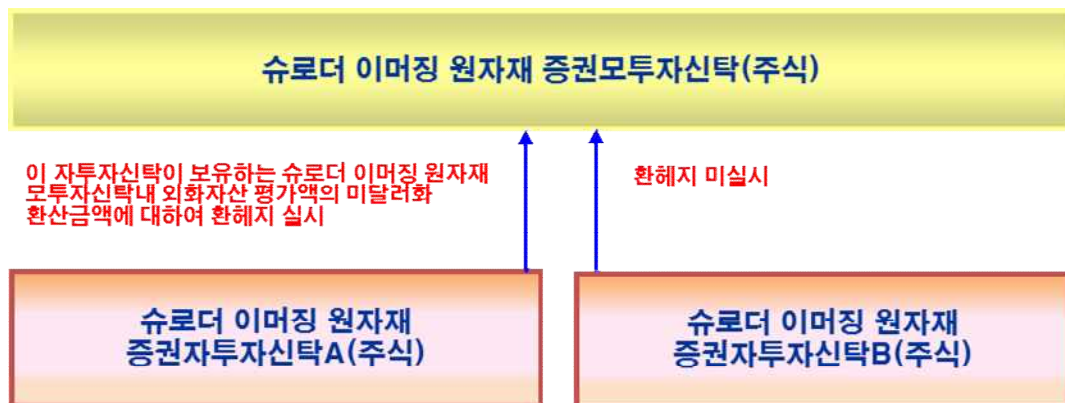 슈로더 이머징 원자재 증권모투자신탁(주식)
이 자투자신탁이 보유하는 슈로더 이머징 원자재
모투자신탁내 외화자산 평가액의 미달러화
환산금액에 대하여 환헤지 실시
환헤지 미실시
슈로더 이머징 원자재
증권자투자신탁A(주식)
슈로더 이머징 원자재
증권자투자신탁B(주식)